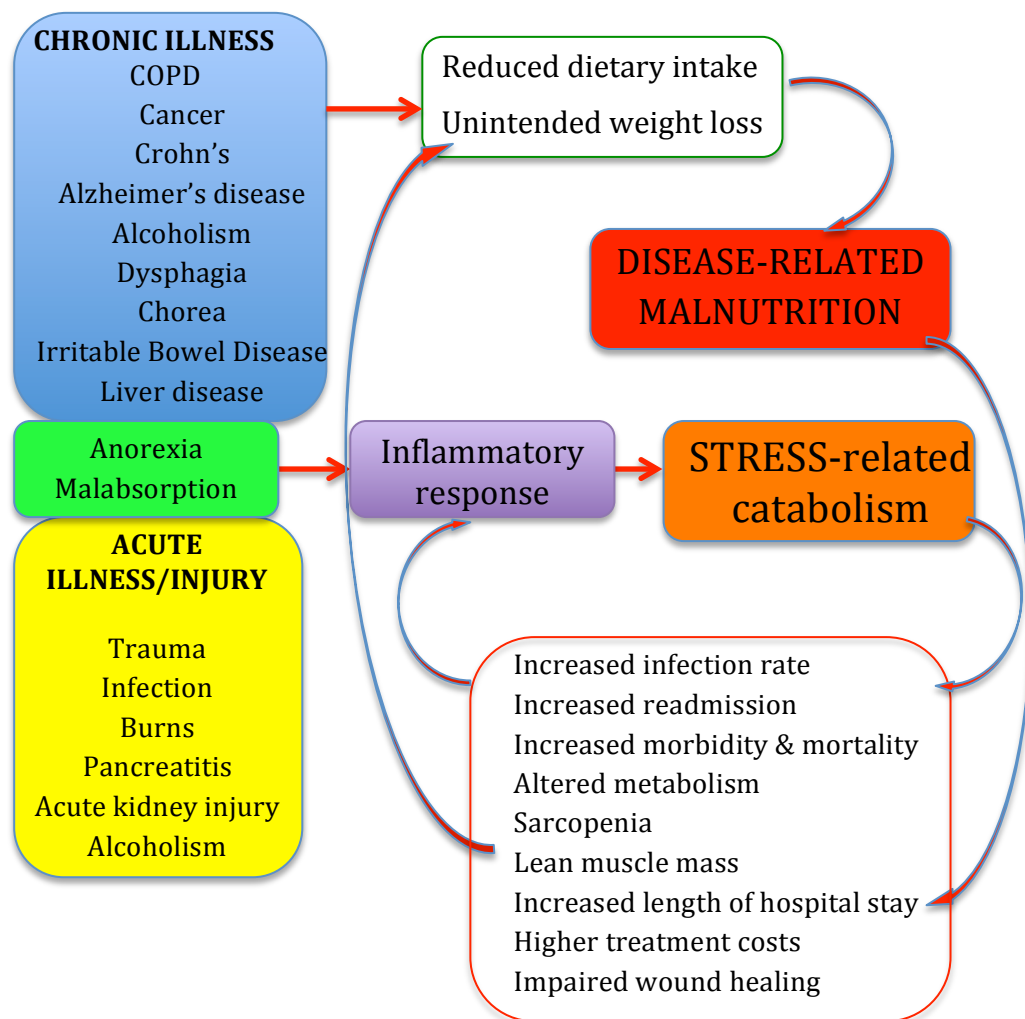 CHRONIC ILLNESS
COPD
Cancer
Crohn’s
Alzheimer’s disease
Alcoholism
Dysphagia
Chorea
Irritable Bowel Disease
Liver disease
Anorexia
Malabsorption
ACUTE
ILLNESS/INJURY
Trauma
Infection
Burns
Pancreatitis
Acute kidney injury
Alcoholism
Reduced dietary intake
Unintended weight loss
DISEASE-RELATED
MALNUTRITION
Inflammatory
response
STRESS-related
catabolism
Increased infection rate
Increased readmission
Increased morbidity & mortality
Altered metabolism
Sarcopenia
Lean muscle mass
Increased length of hospital stay
Higher treatment costs
Impaired wound healing